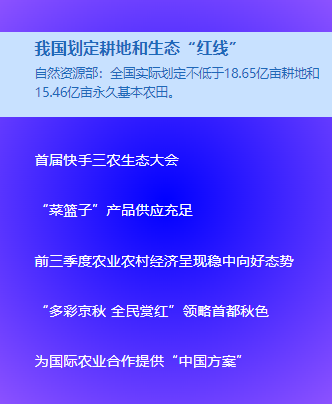 我国划定耕地和生态“红线”
自然资源部：全国实际划定不低于18.65亿亩耕地和
15.46亿亩永久基本农田。
首届快手三农生态大会
“菜篮子”产品供应充足
前三季度农业农村经济呈现稳中向好态势
“多彩京秋 全民赏红”领略首都秋色
为国际农业合作提供“中国方案”